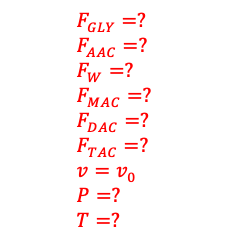 F_GLY =?
F_AAC =?
F_W =?
F_MAC =?
F_DAC =?
F_TAC =?
v = v_0
P =?
T =?